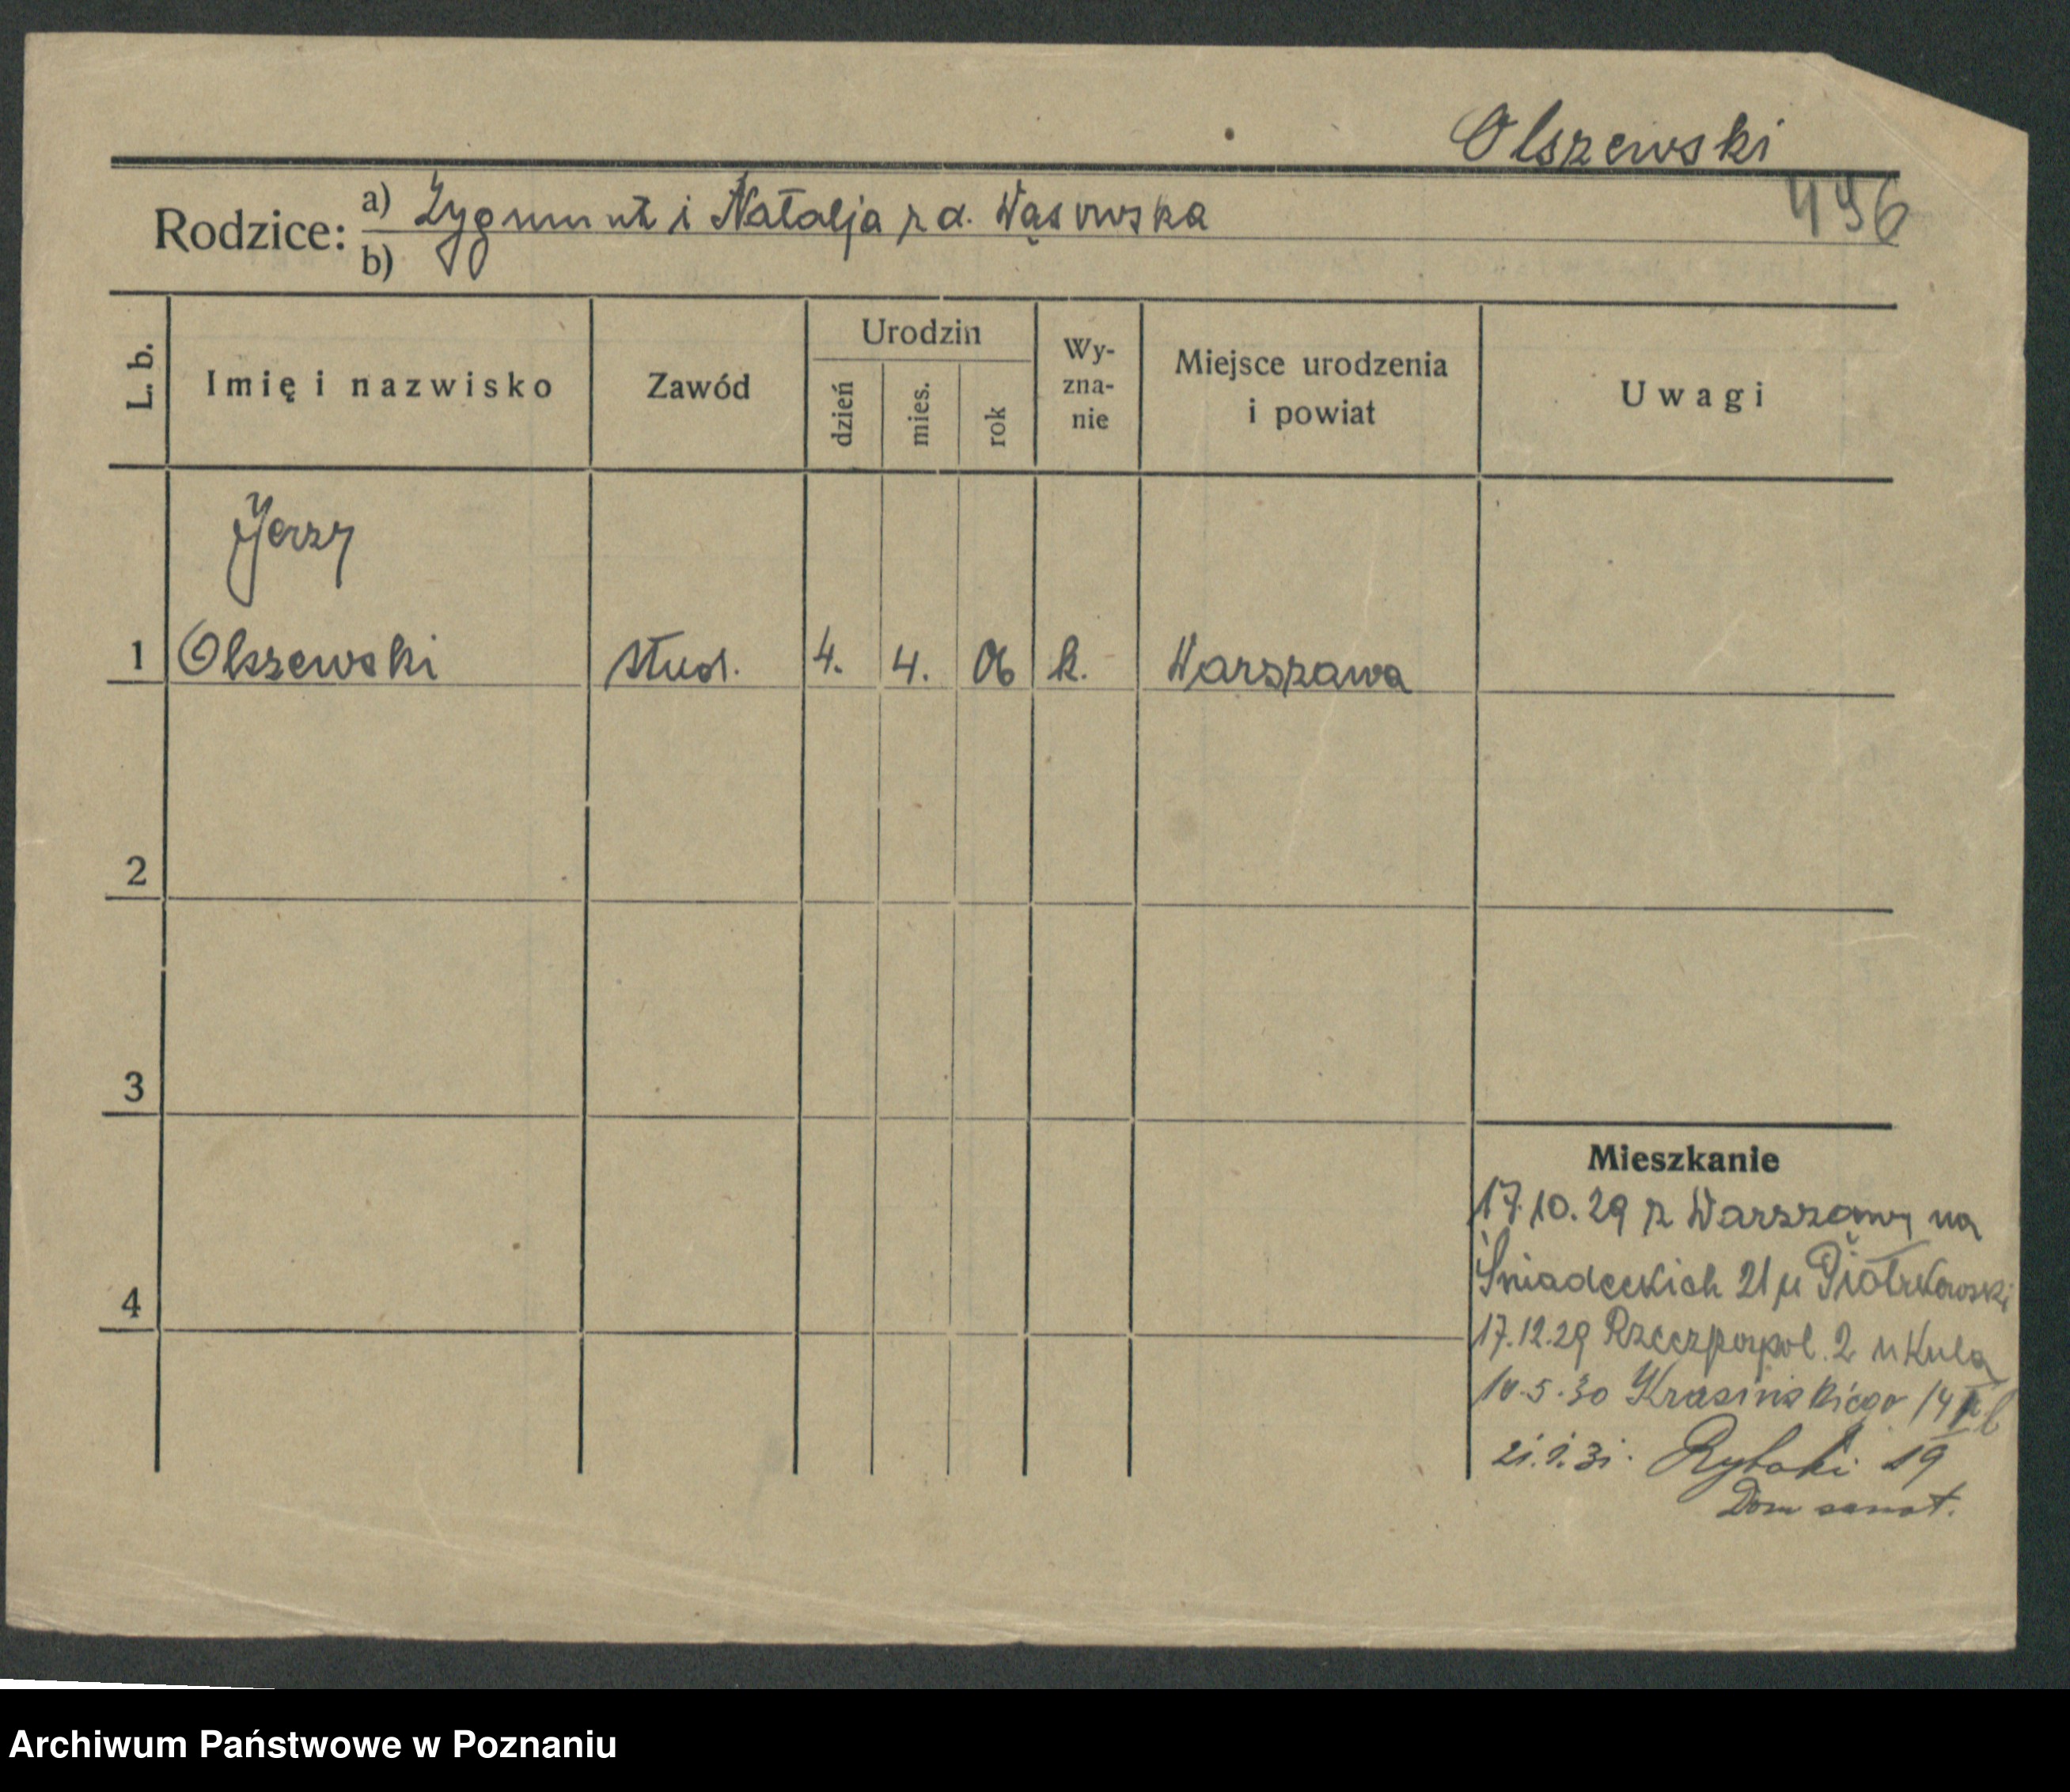 Olszewski
496
Rodzice: a) Zygmunt i Natalja z d. Wąsowska
b)
L. b. Imię i nazwisko Zawód Urodzin dzień mies. rok Wy-zna-nie Miejsce urodzenia i powiat Uwagi
Jerzy
1 Olszewski stud. 4. 4. 06 k. Warszawa
2
3
4
Mieszkanie
17.10.29 z Warszawy na
Śniadeckich 21 u Piotrkowski
17.12.29 Rzeczpospol. 2 u Kula
10.5.30 Krasińskiego 14
21.1.31. Rybaki 19
Dom
Archiwum Państwowe w Poznaniu